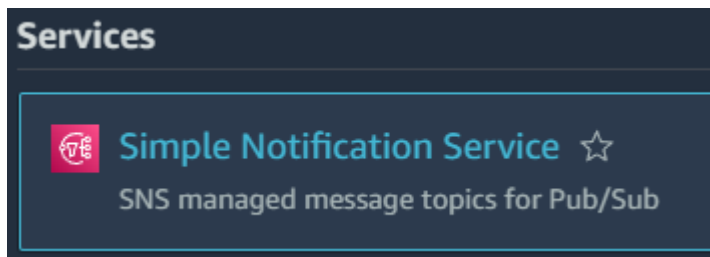 Services
Simple Notification Service
SNS managed message topics for Pub/Sub